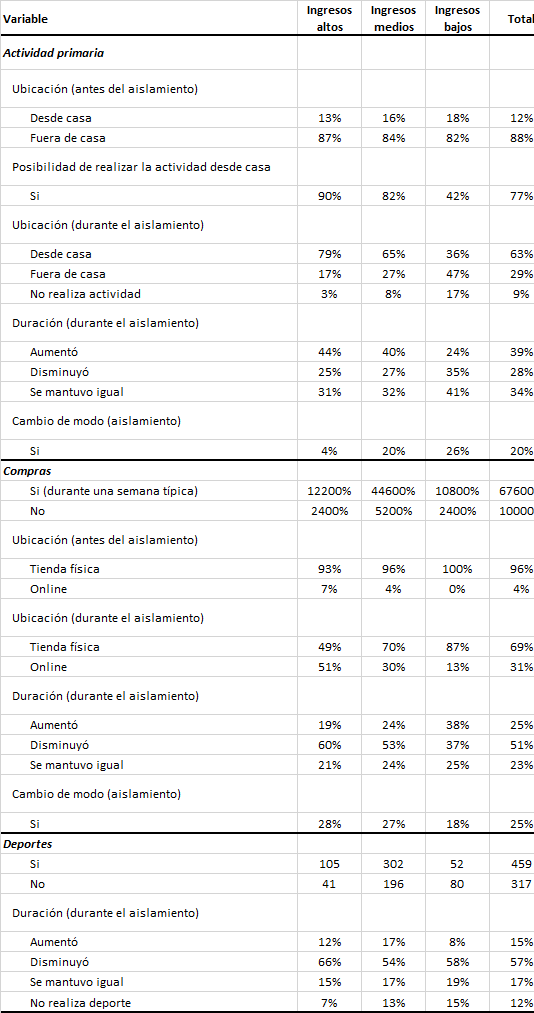 Variable Ingresos altos Ingresos medios Ingresos bajos Total
Actividad primaria
Ubicación (antes del aislamiento)
Desde casa 13% 16% 18% 12%
Fuera de casa 87% 84% 82% 88%
Posibilidad de realizar la actividad desde casa
Si 90% 82% 42% 77%
Ubicación (durante el aislamiento)
Desde casa 79% 65% 36% 63%
Fuera de casa 17% 27% 47% 29%
No realiza actividad 3% 8% 17% 9%
Duración (durante el aislamiento)
Aumentó 44% 40% 24% 39%
Disminuyó 25% 27% 35% 28%
Se mantuvo igual 31% 32% 41% 34%
Cambio de modo (aislamiento)
Si 4% 20% 26% 20%
Compras
Si (durante una semana típica) 12200% 44600% 10800% 67600
No 2400% 5200% 2400% 10000
Ubicación (antes del aislamiento)
Tienda física 93% 96% 100% 96%
Online 7% 4% 0% 4%
Ubicación (durante el aislamiento)
Tienda física 49% 70% 87% 69%
Online 51% 30% 13% 31%
Duración (durante el aislamiento)
Aumentó 19% 24% 38% 25%
Disminuyó 60% 53% 37% 51%
Se mantuvo igual 21% 24% 25% 23%
Cambio de modo (aislamiento)
Si 28% 27% 18% 25%
Deportes
Si 105 302 52 459
No 41 196 80 317
Duración (durante el aislamiento)
Aumentó 12% 17% 8% 15%
Disminuyó 66% 54% 58% 57%
Se mantuvo igual 15% 17% 19% 17%
No realiza deporte 7% 13% 15% 12%